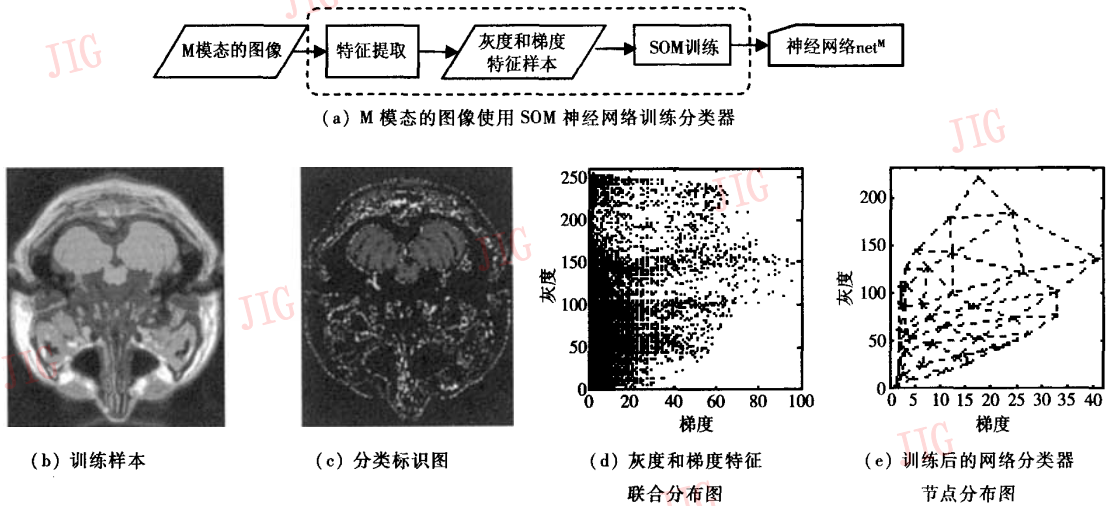 JIG
JIG
M模态的图像
特征提取
灰度和梯度
特征样本
SOM训练
神经网络netᴹ
(a) M 模态的图像使用 SOM 神经网络训练分类器
JIG
JIG
JIG
JIG
JIG
250
200
150
100
50
0
灰度
0 20 40 60 80 100
梯度
200
150
100
50
0
灰度
0 5 10 15 20 25 30 35 40
梯度
(b) 训练样本
(c) 分类标识图
(d) 灰度和梯度特征
联合分布图
(e) 训练后的网络分类器
节点分布图
JIG
JIG